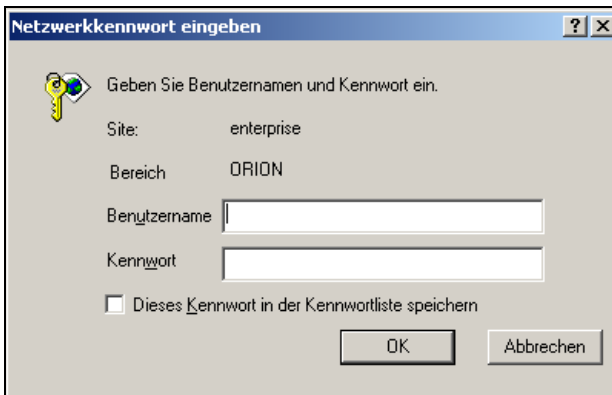 Netzwerkkennwort eingeben
Geben Sie Benutzernamen und Kennwort ein.
Site: enterprise
Bereich ORION
Benutzername
Kennwort
Dieses Kennwort in der Kennwortliste speichern
OK Abbrechen